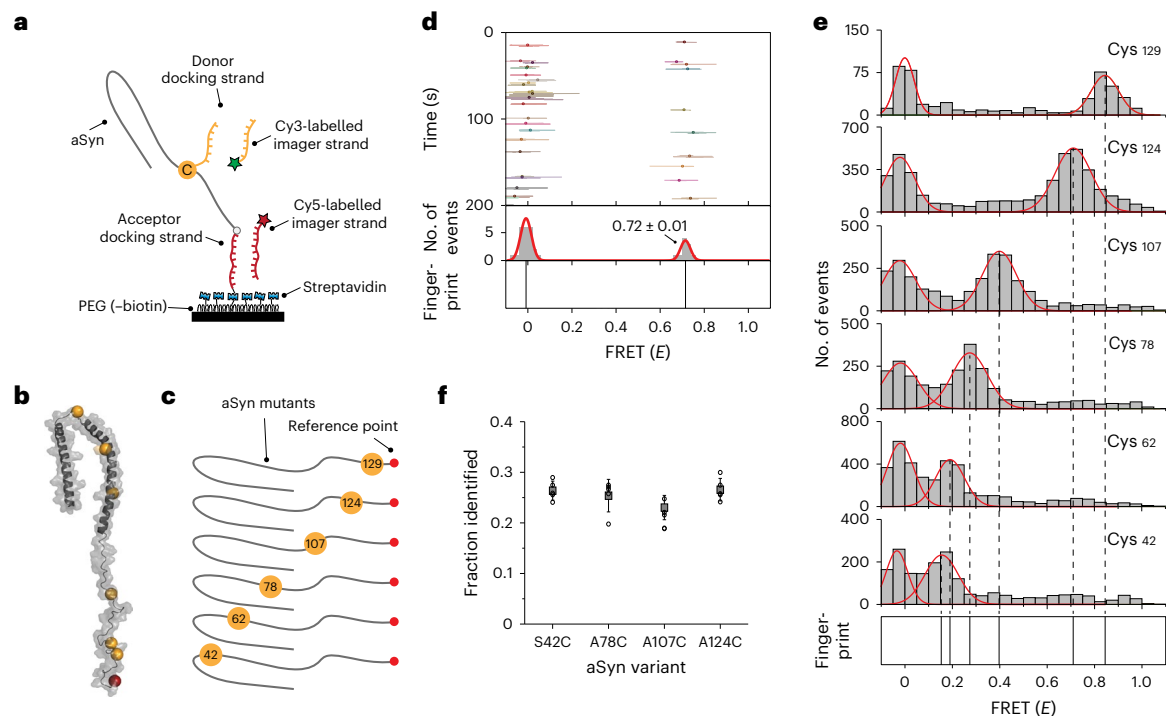 a
Donor
docking strand
aSyn
C
Cy3-labelled
imager strand
Acceptor
docking strand
Cy5-labelled
imager strand
PEG (–biotin)
Streptavidin
b
c
aSyn mutants
Reference point
129
124
107
78
62
42
d
0
100
200
Time (s)
0.72 ± 0.01
5
0
No. of
events
Finger-
print
0 0.2 0.4 0.6 0.8 1.0
FRET (E)
f
0.4
0.3
0.2
0.1
0
Fraction identified
S42C A78C A107C A124C
aSyn variant
e
150
75
0
Cys 129
700
350
0
Cys 124
500
250
0
Cys 107
500
250
0
Cys 78
800
400
0
Cys 62
400
200
0
Cys 42
No. of events
Finger-
print
0 0.2 0.4 0.6 0.8 1.0
FRET (E)